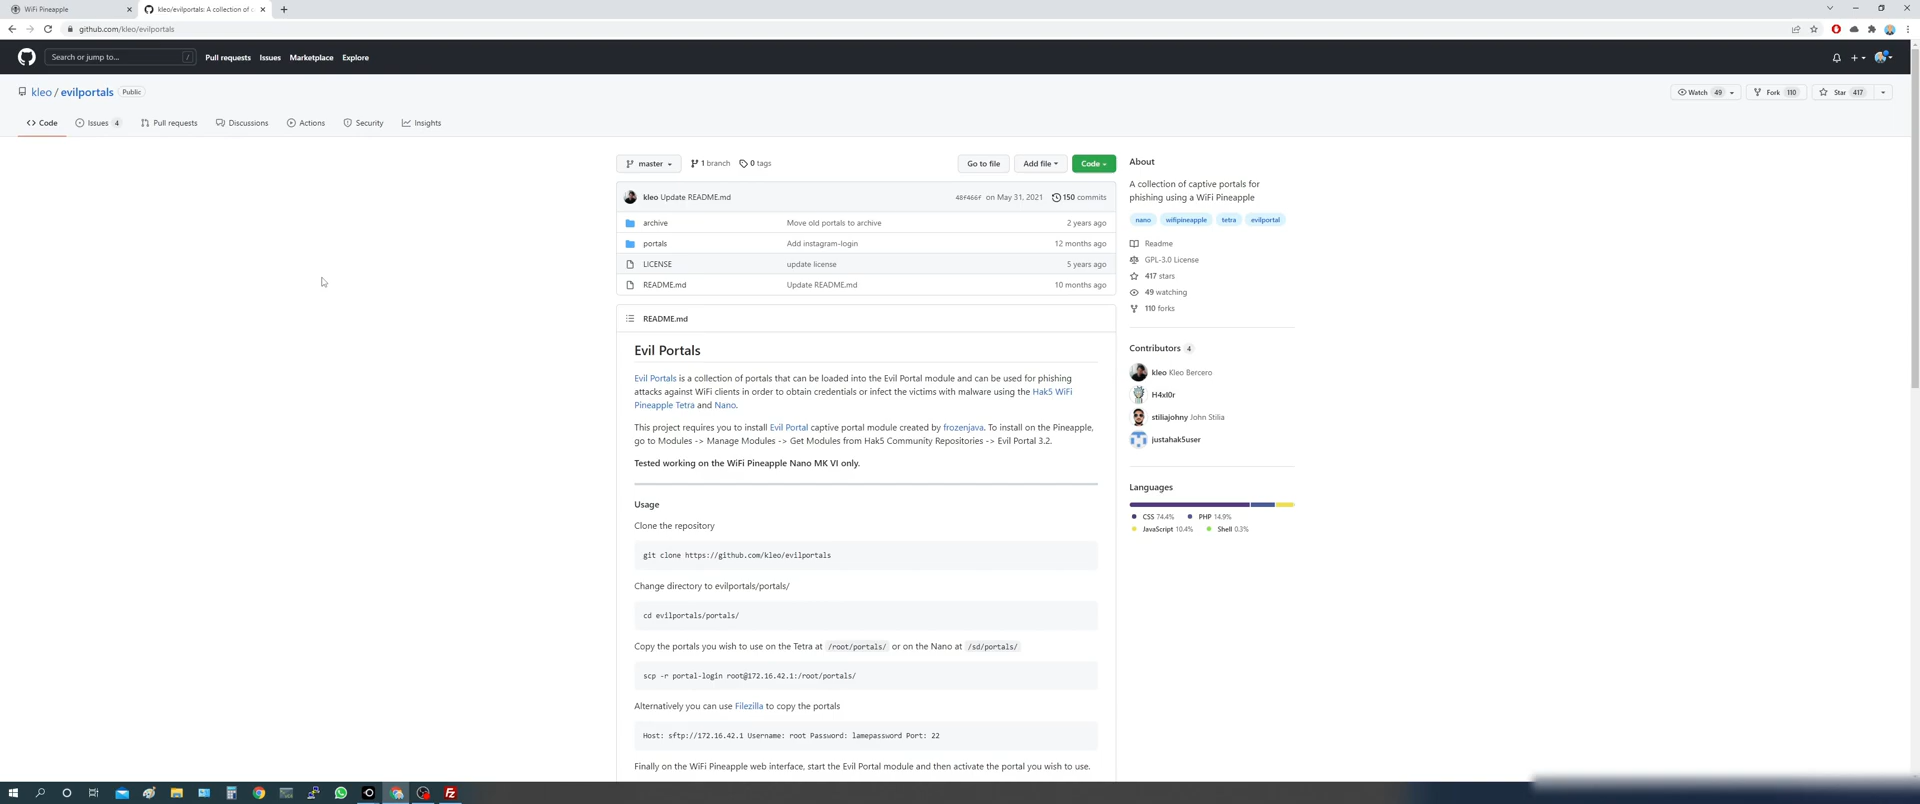 WiFi Pineapple
kleo/evilportals: A collection of c
github.com/kleo/evilportals
Search or jump to...
/
Pull requests Issues Marketplace Explore
kleo / evilportals Public
Watch 49 Fork 110 Star 417
Code Issues 4 Pull requests Discussions Actions Security Insights
master 1 branch 0 tags Go to file Add file Code
kleo Update README.md 48f466f on May 31, 2021 150 commits
archive Move old portals to archive 2 years ago
portals Add instagram-login 12 months ago
LICENSE update license 5 years ago
README.md Update README.md 10 months ago
README.md
Evil Portals
Evil Portals is a collection of portals that can be loaded into the Evil Portal module and can be used for phishing
attacks against WiFi clients in order to obtain credentials or infect the victims with malware using the Hak5 WiFi
Pineapple Tetra and Nano.
This project requires you to install Evil Portal captive portal module created by frozenjava. To install on the Pineapple,
go to Modules -> Manage Modules -> Get Modules from Hak5 Community Repositories -> Evil Portal 3.2.
Tested working on the WiFi Pineapple Nano MK VI only.
Usage
Clone the repository
git clone https://github.com/kleo/evilportals
Change directory to evilportals/portals/
cd evilportals/portals/
Copy the portals you wish to use on the Tetra at /root/portals/ or on the Nano at /sd/portals/
scp -r portal-login root@172.16.42.1:/root/portals/
Alternatively you can use Filezilla to copy the portals
Host: sftp://172.16.42.1 Username: root Password: lamepassword Port: 22
Finally on the WiFi Pineapple web interface, start the Evil Portal module and then activate the portal you wish to use.
About
A collection of captive portals for
phishing using a WiFi Pineapple
nano wifipineapple tetra evilportal
Readme
GPL-3.0 License
417 stars
49 watching
110 forks
Contributors 4
kleo Kleo Bercero
H4xl0r
stiliajohny John Stilia
justahak5user
Languages
CSS 74.4% PHP 14.9%
JavaScript 10.4% Shell 0.3%